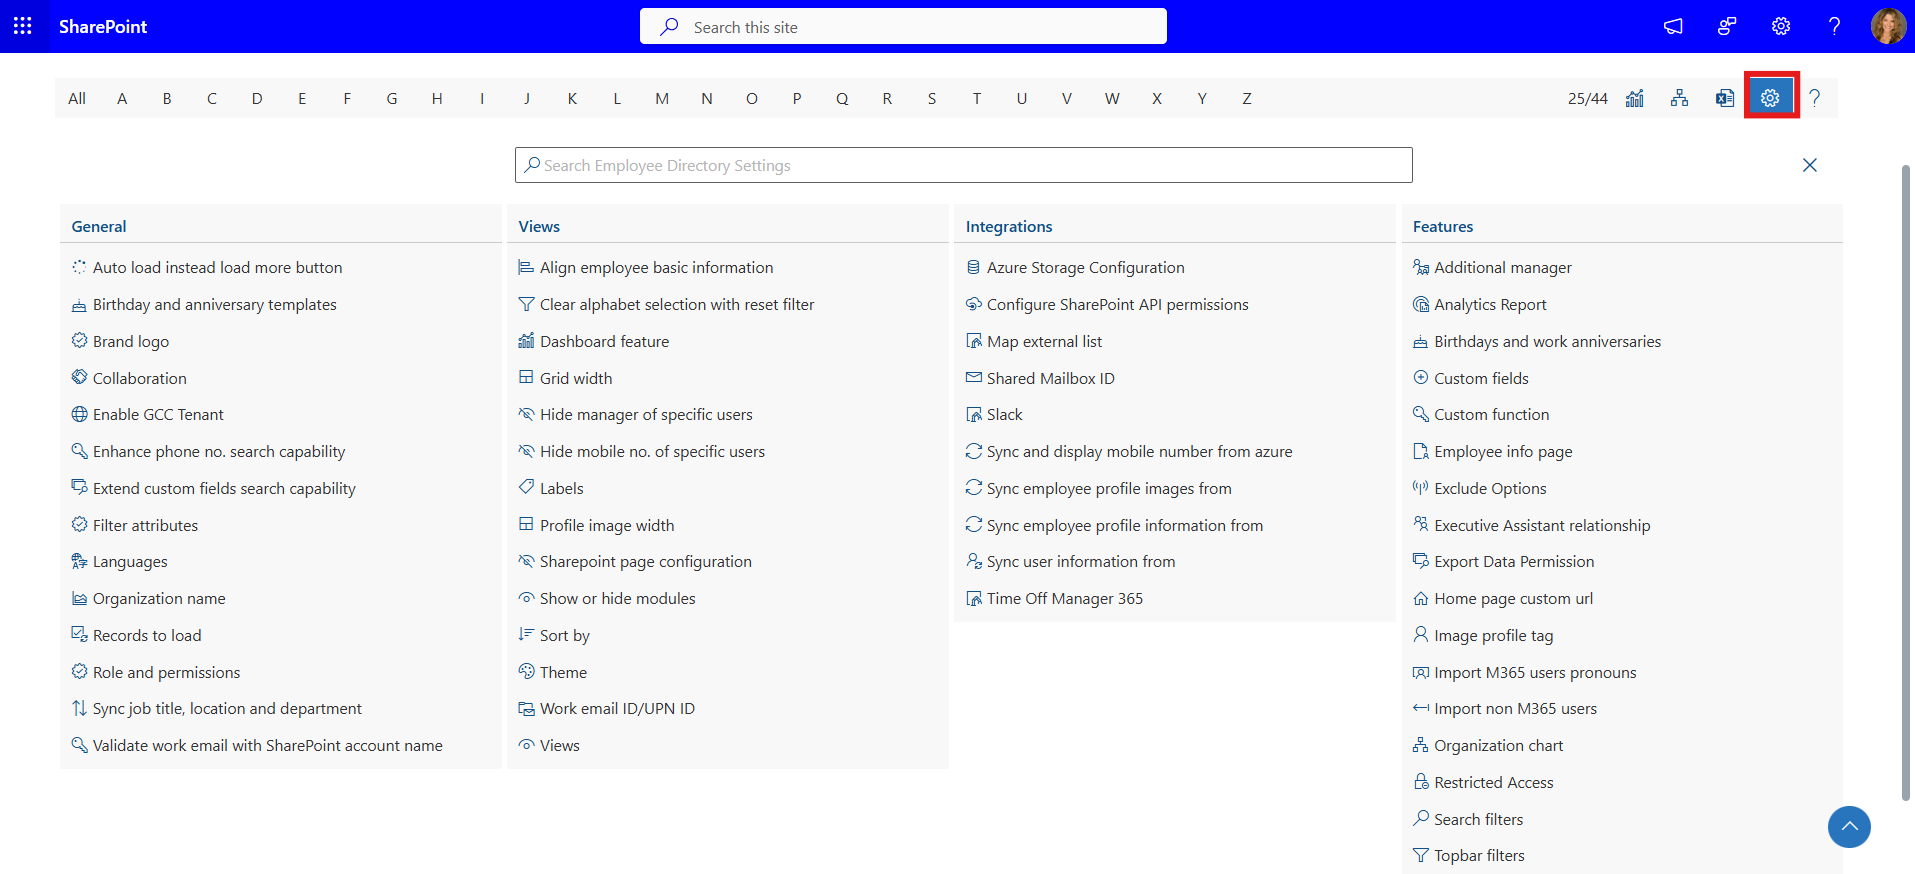 SharePoint
Search this site
All A B C D E F G H I J K L M N O P Q R S T U V W X Y Z 25/44
Search Employee Directory Settings
General
Auto load instead load more button
Birthday and anniversary templates
Brand logo
Collaboration
Enable GCC Tenant
Enhance phone no. search capability
Extend custom fields search capability
Filter attributes
Languages
Organization name
Records to load
Role and permissions
Sync job title, location and department
Validate work email with SharePoint account name
Views
Align employee basic information
Clear alphabet selection with reset filter
Dashboard feature
Grid width
Hide manager of specific users
Hide mobile no. of specific users
Labels
Profile image width
Sharepoint page configuration
Show or hide modules
Sort by
Theme
Work email ID/UPN ID
Views
Integrations
Azure Storage Configuration
Configure SharePoint API permissions
Map external list
Shared Mailbox ID
Slack
Sync and display mobile number from azure
Sync employee profile images from
Sync employee profile information from
Sync user information from
Time Off Manager 365
Features
Additional manager
Analytics Report
Birthdays and work anniversaries
Custom fields
Custom function
Employee info page
Exclude Options
Executive Assistant relationship
Export Data Permission
Home page custom url
Image profile tag
Import M365 users pronouns
Import non M365 users
Organization chart
Restricted Access
Search filters
Topbar filters